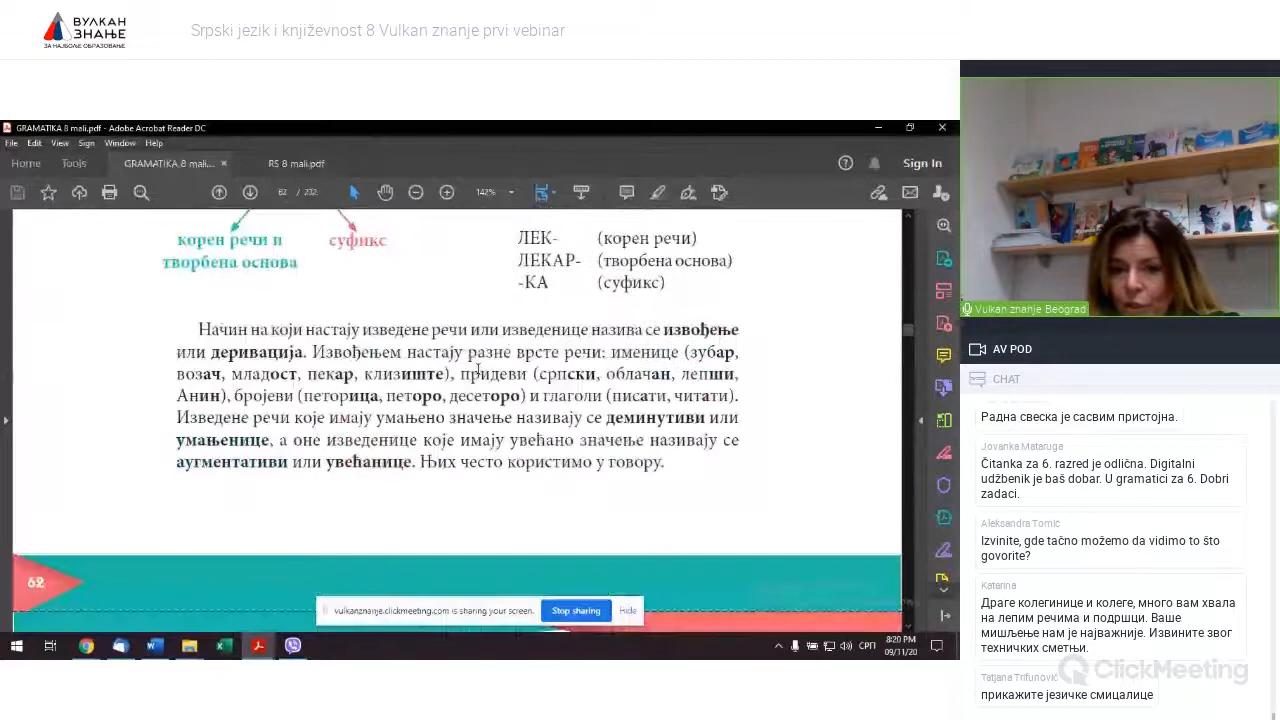 ВУЛКАН
ЗНАЊЕ
ЗА НАЈБОЉЕ ОБРАЗОВАЊЕ
Srpski jezik i književnost 8 Vulkan znanje prvi vebinar
GRAMATIKA 8 mali.pdf - Adobe Acrobat Reader DC
File Edit View Sign Window Help
Home Tools GRAMATIKA 8 mali.... × RS 8 mali.pdf Sign In
62 / 232 142%
корен речи и
творбена основа
суфикс
ЛЕК- (корен речи)
ЛЕКАР- (творбена основа)
-КА (суфикс)
Начин на који настају изведене речи или изведенице назива се извођење
или деривација. Извођењем настају разне врсте речи: именице (зубар,
возач, младост, пекар, клизиште), придеви (српски, облачан, лепши,
Анин), бројеви (петорица, петоро, десеторо) и глаголи (писати, читати).
Изведене речи које имају умањено значење називају се деминутиви или
умањенице, а оне изведенице које имају увећано значење називају се
аугментативи или увећанице. Њих често користимо у говору.
62
vulkanznanje.clickmeeting.com is sharing your screen. Stop sharing Hide
СРП
8:20 PM
09/11/20
Vulkan znanje Beograd
AV POD
CHAT
Радна свеска је сасвим пристојна.
Jovanka Mataruga
Čitanka za 6. razred je odlična. Digitalni
udžbenik je baš dobar. U gramatici za 6. Dobri
zadaci.
Aleksandra Tomić
Izvinite, gde tačno možemo da vidimo to što
govorite?
Katarina
Драге колегинице и колеге, много вам хвала
на лепим речима и подршци. Ваше
мишљење нам је најважније. Извините због
техничких сметњи.
Tatjana Trifunović
прикажите језичке смицалице
ClickMeeting